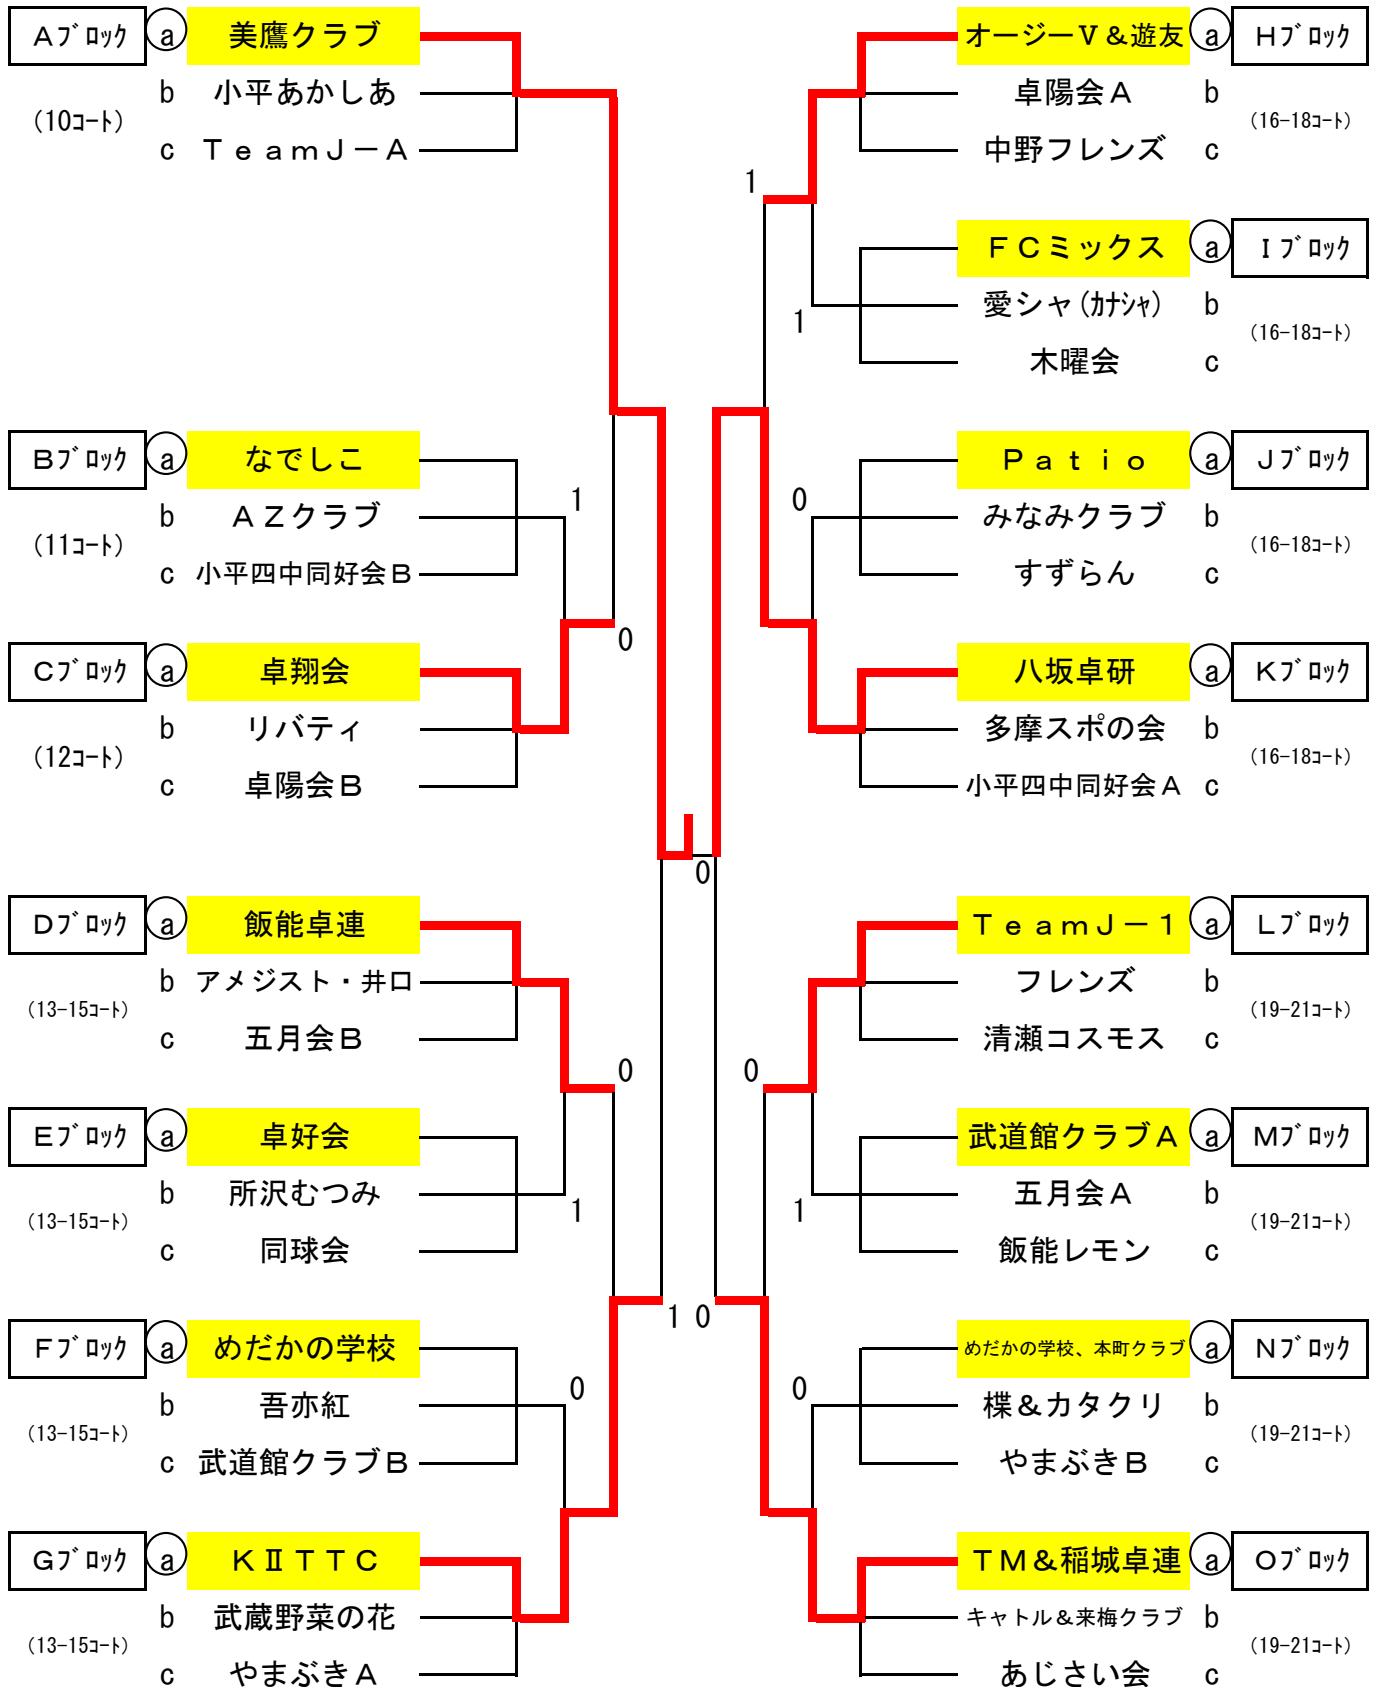 Aブロック a 美鷹クラブ
b 小平あかしあ
(10コート)
c TeamJーA
Bブロック a なでしこ
1
b AZクラブ
(11コート)
c 小平四中同好会B
0
Cブロック a 卓翔会
b リバティ
(12コート)
c 卓陽会B
Dブロック a 飯能卓連
b アメジスト・井口
(13-15コート)
c 五月会B
0
Eブロック a 卓好会
b 所沢むつみ
1
(13-15コート)
c 同球会
1
Fブロック a めだかの学校
0
b 吾亦紅
(13-15コート)
c 武道館クラブB
Gブロック a KⅡTTC
b 武蔵野菜の花
(13-15コート)
c やまぶきA
0
オージーV&遊友 a Hブロック
卓陽会A b
(16-18コート)
中野フレンズ c
1
FCミックス a Iブロック
愛シャ(カナシャ) b
1
(16-18コート)
木曜会 c
Patio a Jブロック
0
みなみクラブ b
(16-18コート)
すずらん c
八坂卓研 a Kブロック
多摩スポの会 b
(16-18コート)
小平四中同好会A c
TeamJー1 a Lブロック
フレンズ b
(19-21コート)
清瀬コスモス c
0
武道館クラブA a Mブロック
五月会A b
1
(19-21コート)
飯能レモン c
0
めだかの学校、本町クラブ a Nブロック
0
楪&カタクリ b
(19-21コート)
やまぶきB c
TM&稲城卓連 a Oブロック
キャトル&来梅クラブ b
(19-21コート)
あじさい会 c